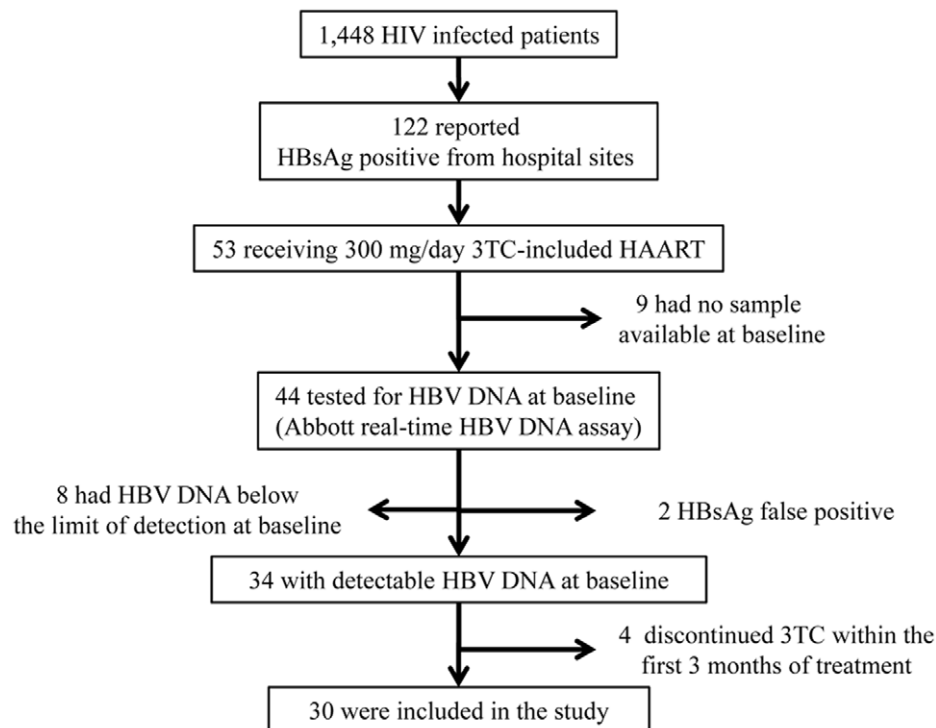 1,448 HIV infected patients
122 reported
HBsAg positive from hospital sites
53 receiving 300 mg/day 3TC-included HAART
9 had no sample
available at baseline
44 tested for HBV DNA at baseline
(Abbott real-time HBV DNA assay)
8 had HBV DNA below
the limit of detection at baseline
2 HBsAg false positive
34 with detectable HBV DNA at baseline
4 discontinued 3TC within the
first 3 months of treatment
30 were included in the study